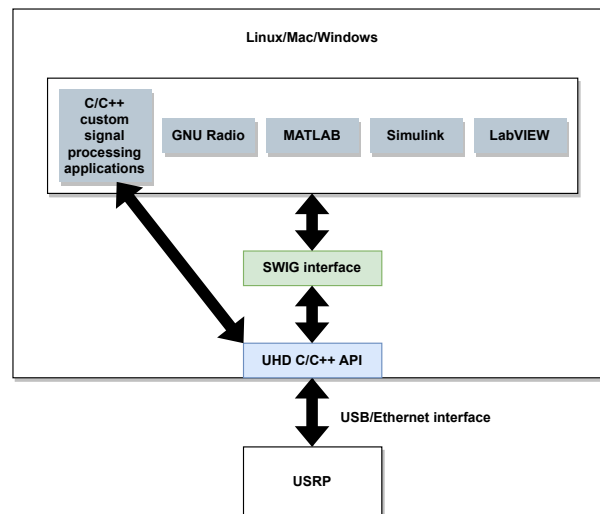 Linux/Mac/Windows
C/C++
custom
signal
processing
applications
GNU Radio
MATLAB
Simulink
LabVIEW
SWIG interface
UHD C/C++ API
USB/Ethernet interface
USRP